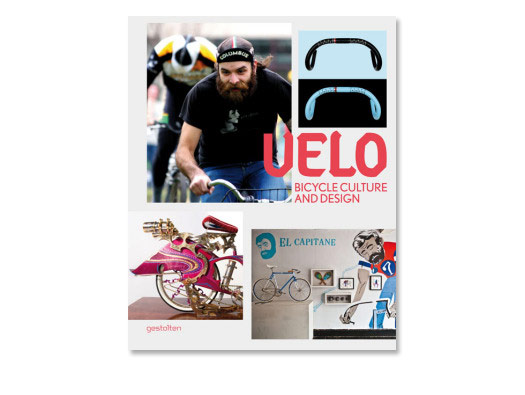 COLUMBUS
VELO
BICYCLE CULTURE
AND DESIGN
EL CAPITANE
gestalten